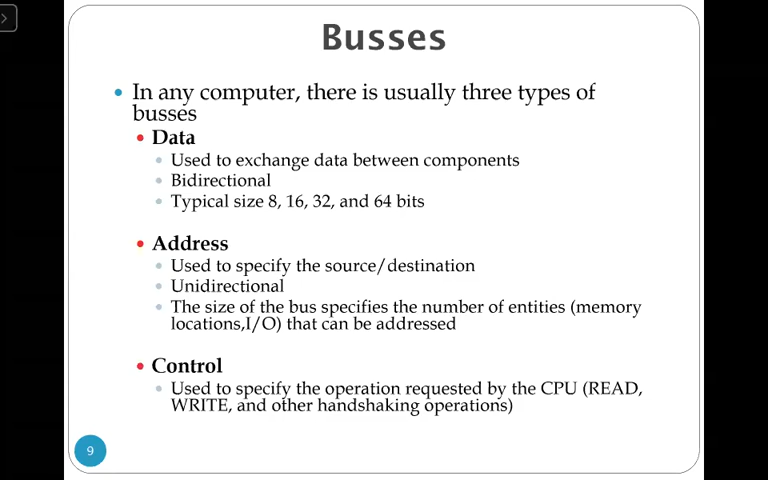 Busses
In any computer, there is usually three types of
busses
Data
Used to exchange data between components
Bidirectional
Typical size 8, 16, 32, and 64 bits
Address
Used to specify the source/destination
Unidirectional
The size of the bus specifies the number of entities (memory
locations,I/O) that can be addressed
Control
Used to specify the operation requested by the CPU (READ,
WRITE, and other handshaking operations)
9